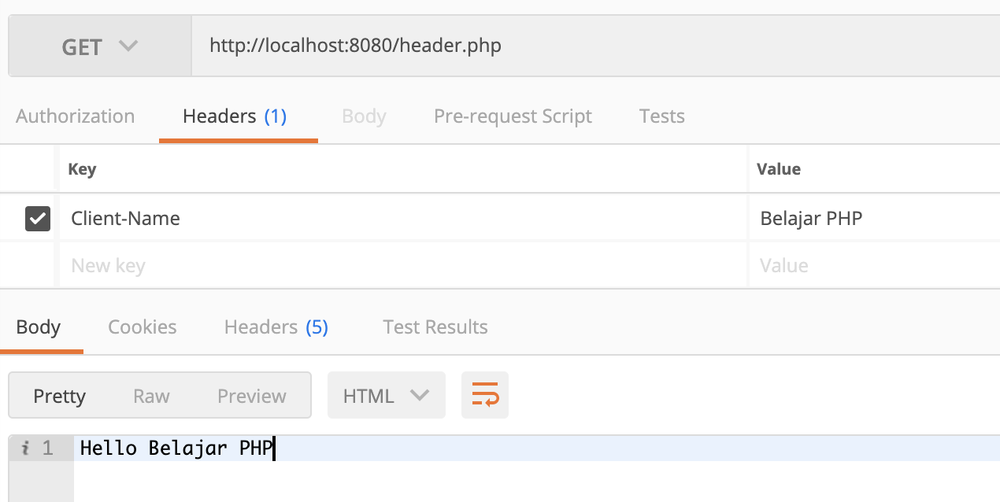 GET http://localhost:8080/header.php
Authorization Headers (1) Body Pre-request Script Tests
Key Value
Client-Name Belajar PHP
New key Value
Body Cookies Headers (5) Test Results
Pretty Raw Preview HTML
i 1 Hello Belajar PHP